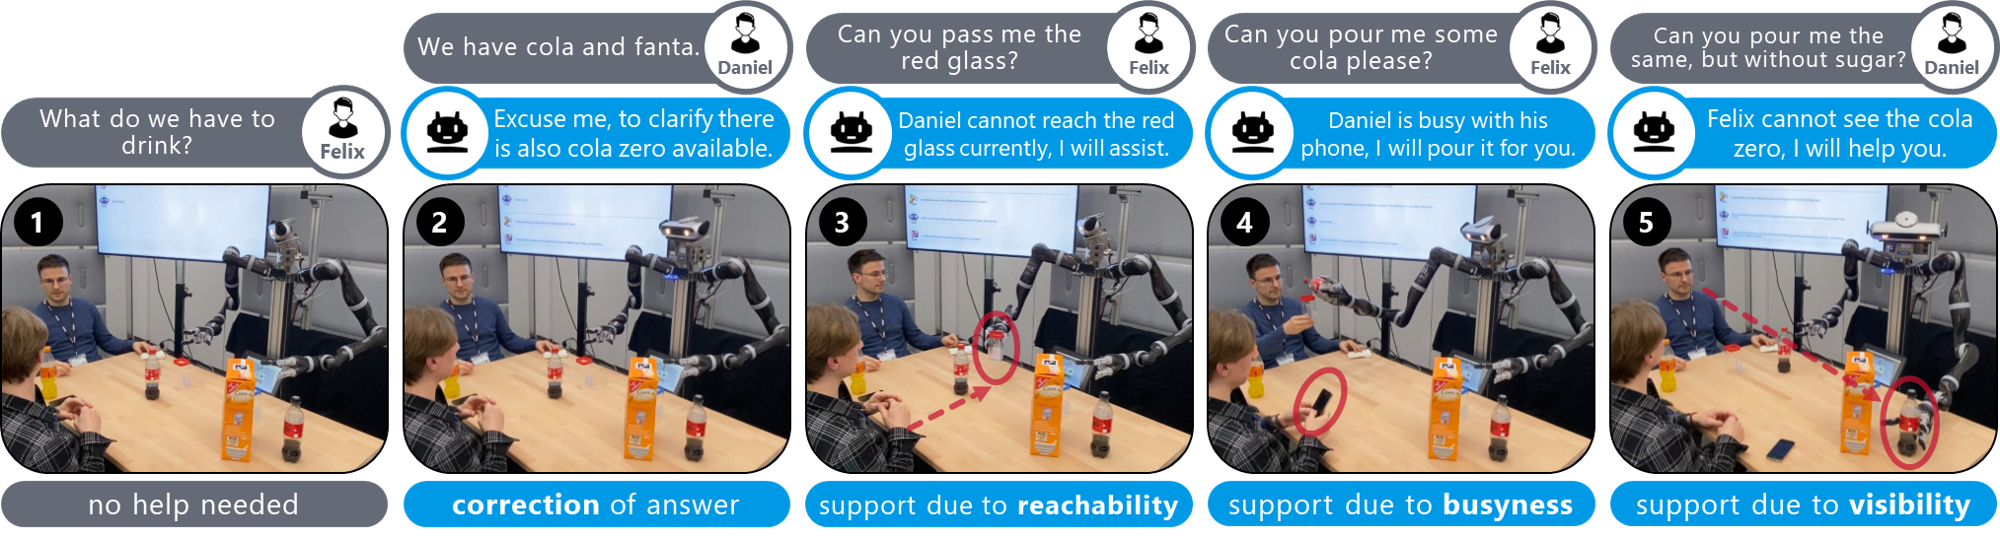 What do we have to
drink?
Felix
1
no help needed
We have cola and fanta.
Daniel
Excuse me, to clarify there
is also cola zero available.
2
correction of answer
Can you pass me the
red glass?
Felix
Daniel cannot reach the red
glass currently, I will assist.
3
support due to reachability
Can you pour me some
cola please?
Felix
Daniel is busy with his
phone, I will pour it for you.
4
support due to busyness
Can you pour me the
same, but without sugar?
Daniel
Felix cannot see the cola
zero, I will help you.
5
support due to visibility